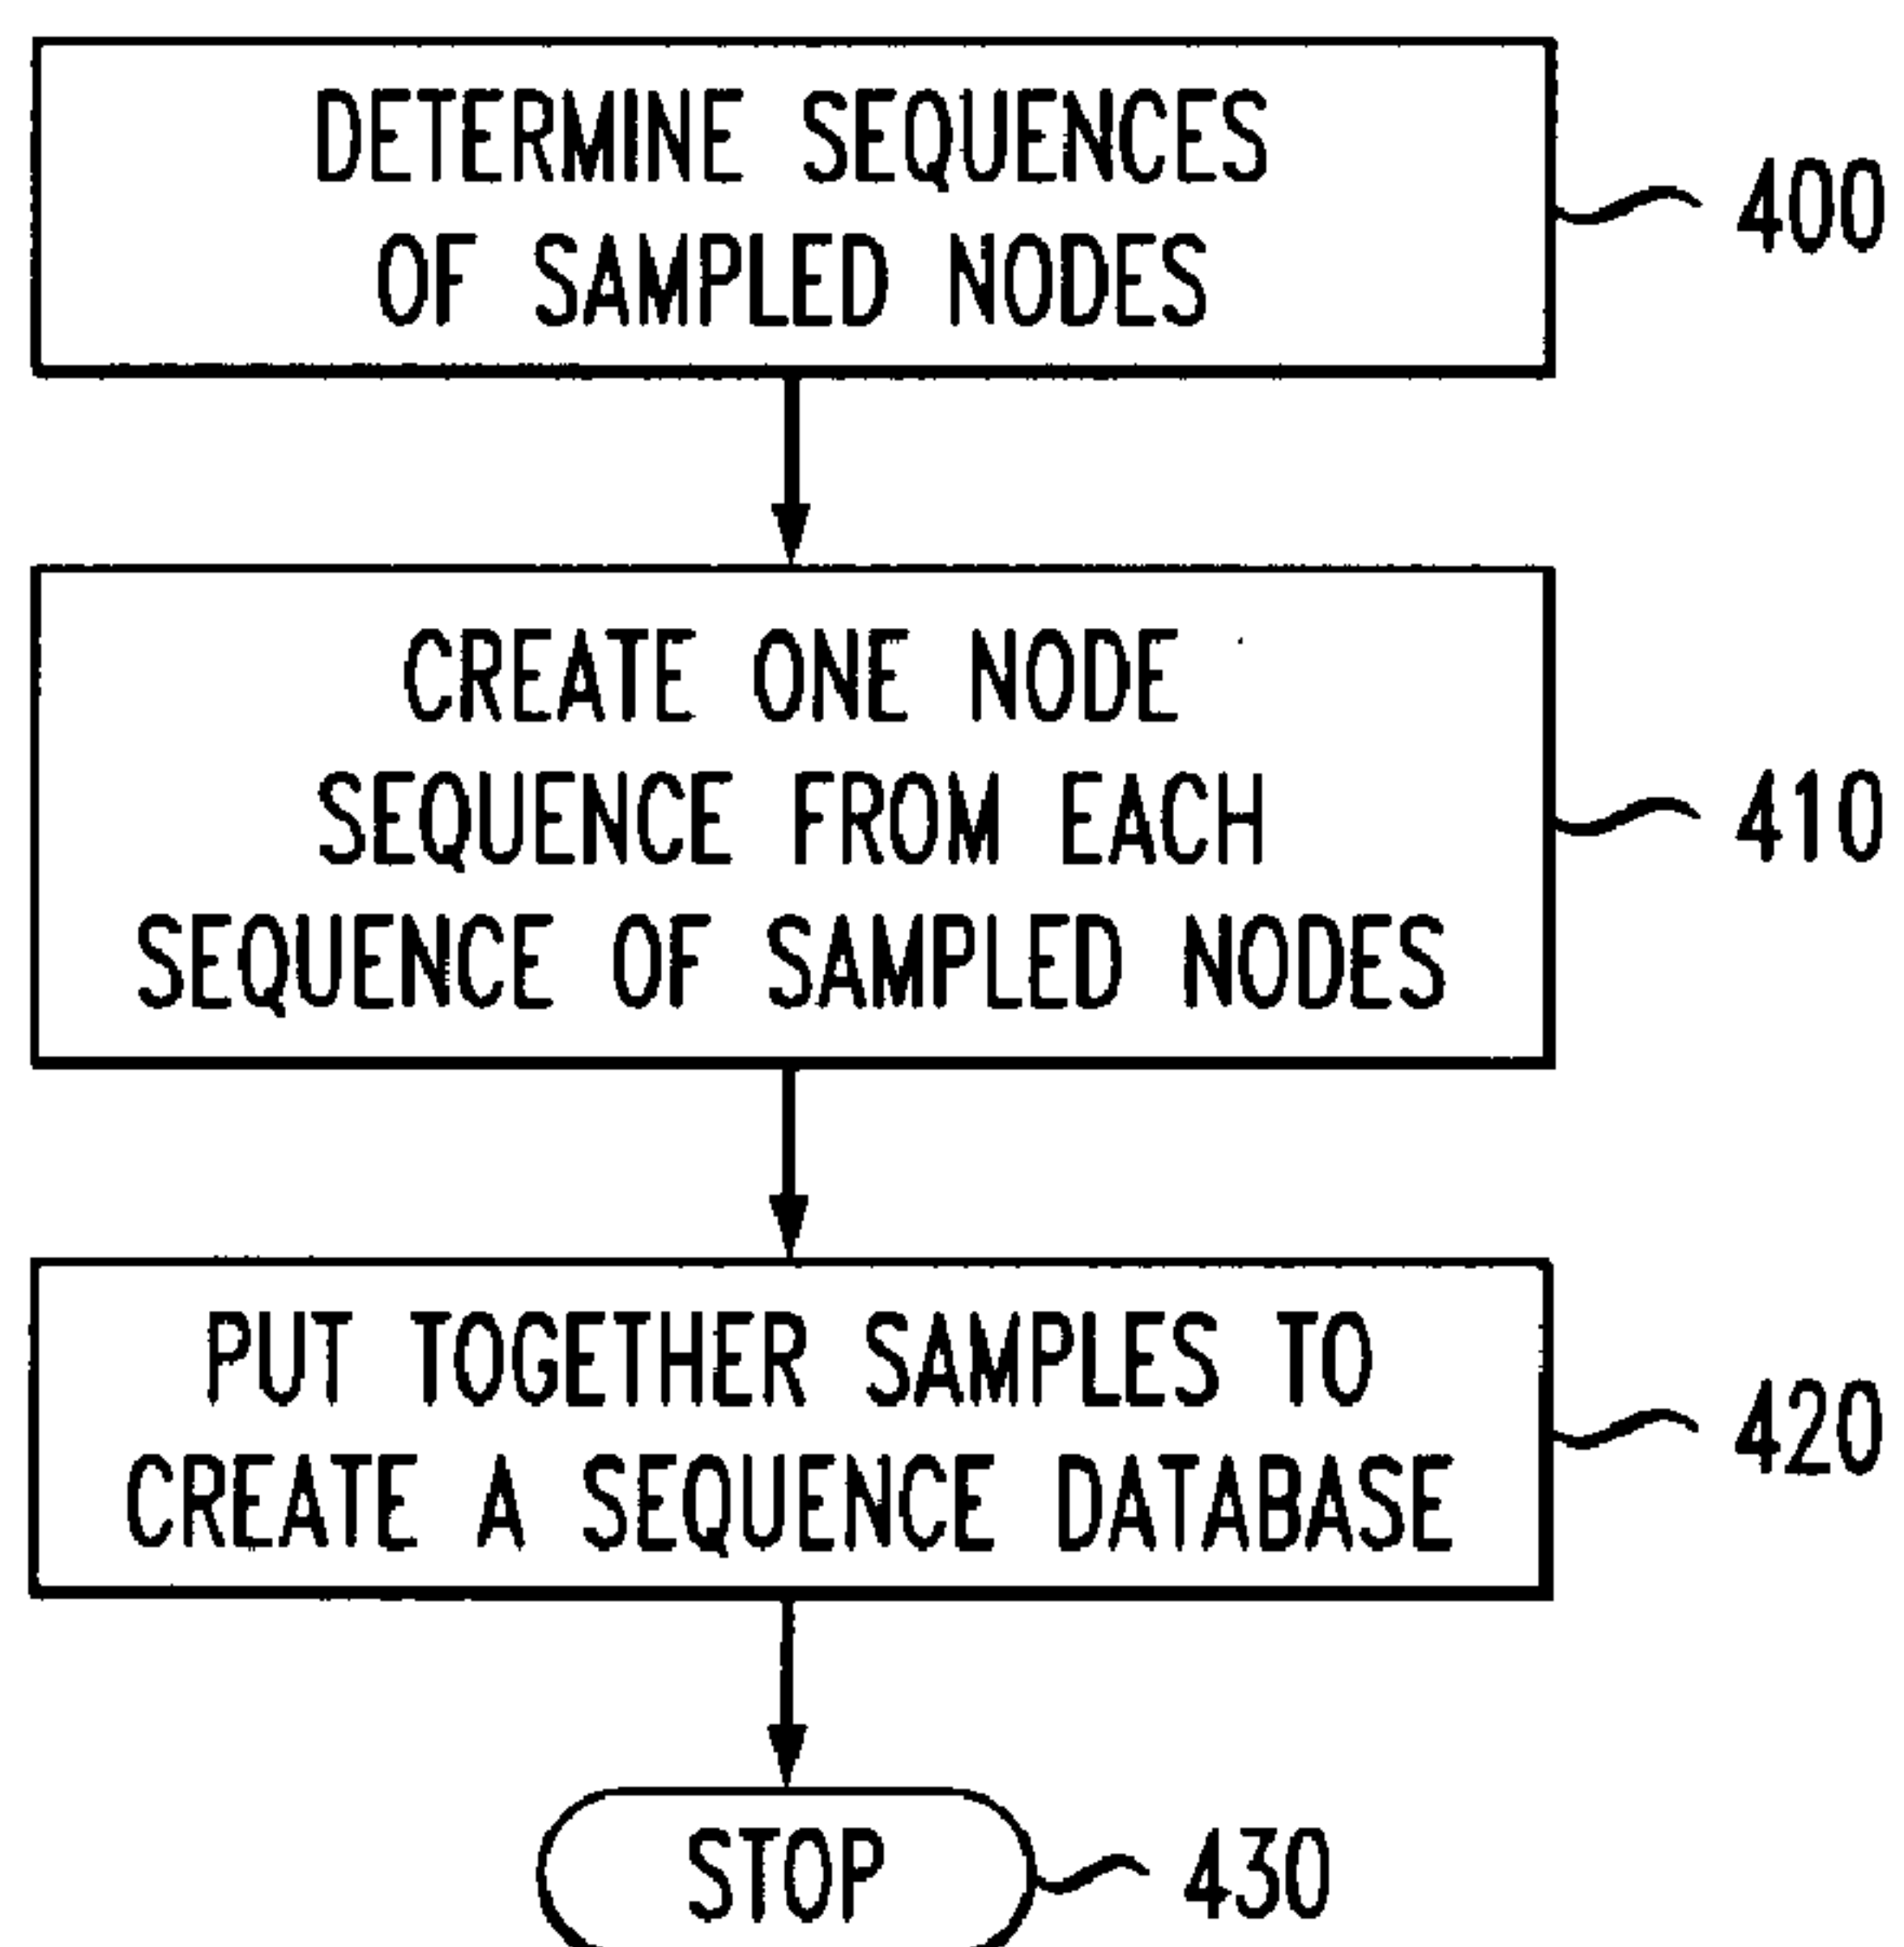 DETERMINE SEQUENCES
OF SAMPLED NODES
400
CREATE ONE NODE
SEQUENCE FROM EACH
SEQUENCE OF SAMPLED NODES
410
PUT TOGETHER SAMPLES TO
CREATE A SEQUENCE DATABASE
420
STOP
430